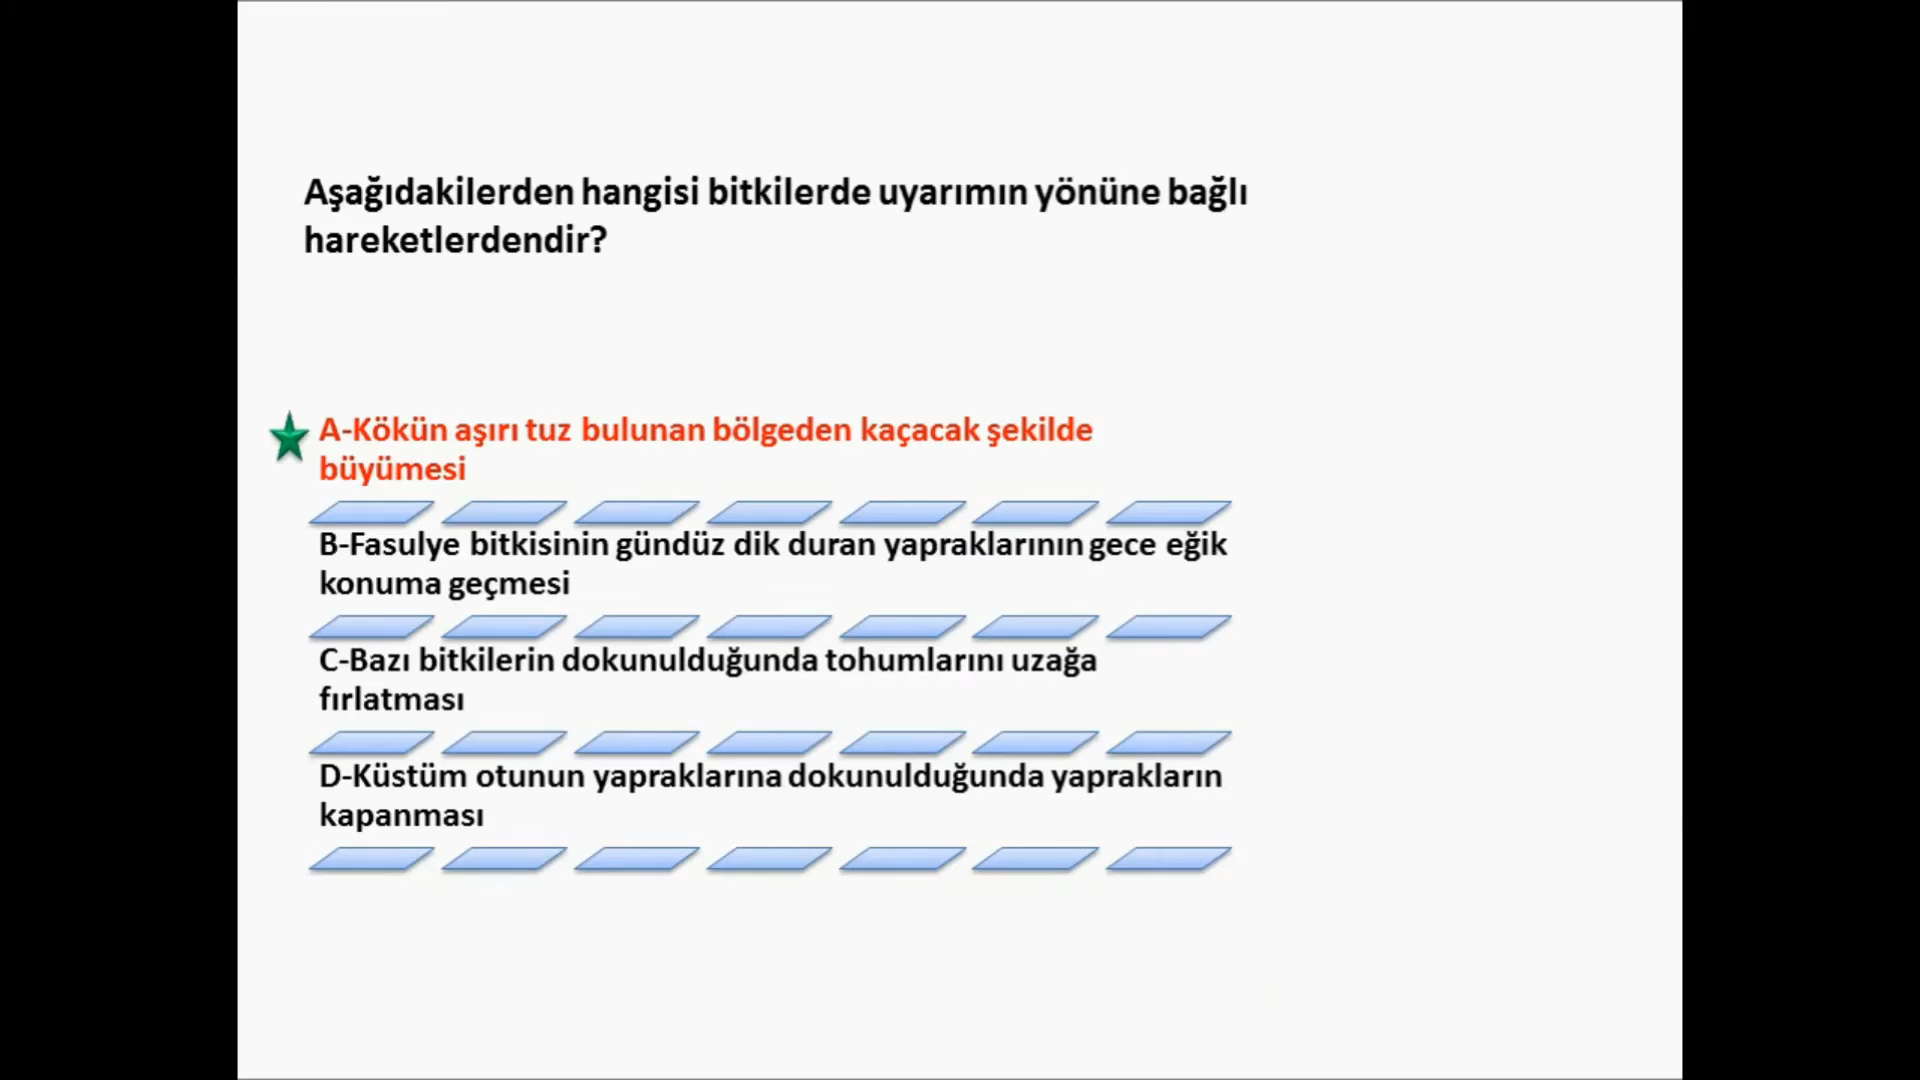 Aşağıdakilerden hangisi bitkilerde uyarımın yönüne bağlı
hareketlerdendir?
A-Kökün aşırı tuz bulunan bölgeden kaçacak şekilde
büyümesi
B-Fasulye bitkisinin gündüz dik duran yapraklarının gece eğik
konuma geçmesi
C-Bazı bitkilerin dokunulduğunda tohumlarını uzağa
fırlatması
D-Küstüm otunun yapraklarına dokunulduğunda yaprakların
kapanması